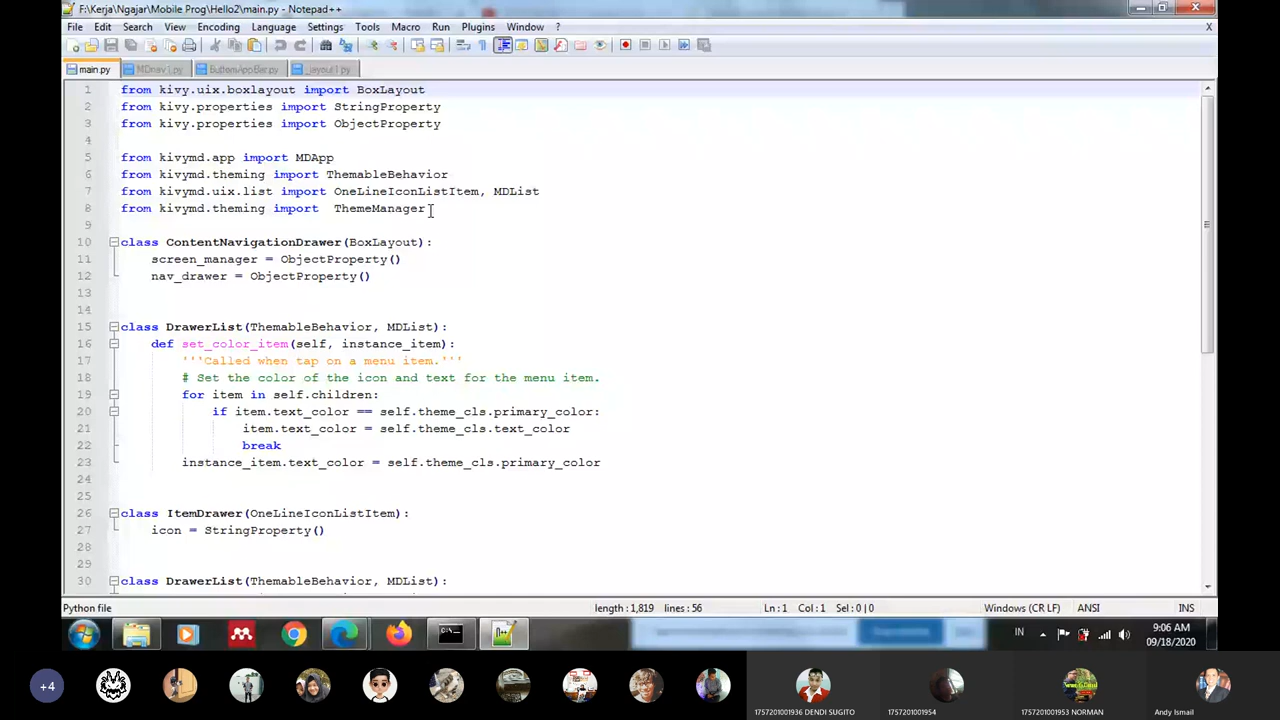 F:\Kerja\Ngajar\Mobile Prog\Hello2\main.py - Notepad++
File Edit Search View Encoding Language Settings Tools Macro Run Plugins Window ? X
main.py MDnav1.py ButtomAppBar.py _layout1.py
1 from kivy.uix.boxlayout import BoxLayout
2 from kivy.properties import StringProperty
3 from kivy.properties import ObjectProperty
4
5 from kivymd.app import MDApp
6 from kivymd.theming import ThemableBehavior
7 from kivymd.uix.list import OneLineIconListItem, MDList
8 from kivymd.theming import  ThemeManager
9
10 class ContentNavigationDrawer(BoxLayout):
11 screen_manager = ObjectProperty()
12 nav_drawer = ObjectProperty()
13
14
15 class DrawerList(ThemableBehavior, MDList):
16 def set_color_item(self, instance_item):
17 '''Called when tap on a menu item.'''
18 # Set the color of the icon and text for the menu item.
19 for item in self.children:
20 if item.text_color == self.theme_cls.primary_color:
21 item.text_color = self.theme_cls.text_color
22 break
23 instance_item.text_color = self.theme_cls.primary_color
24
25
26 class ItemDrawer(OneLineIconListItem):
27 icon = StringProperty()
28
29
30 class DrawerList(ThemableBehavior, MDList):
Python file length : 1,819 lines : 56 Ln : 1 Col : 1 Sel : 0 | 0 Windows (CR LF) ANSI INS
IN 9:06 AM
09/18/2020
+4 1757201001936 DENDI SUGITO 1757201001954 1757201001953 NORMAN Andy Ismail